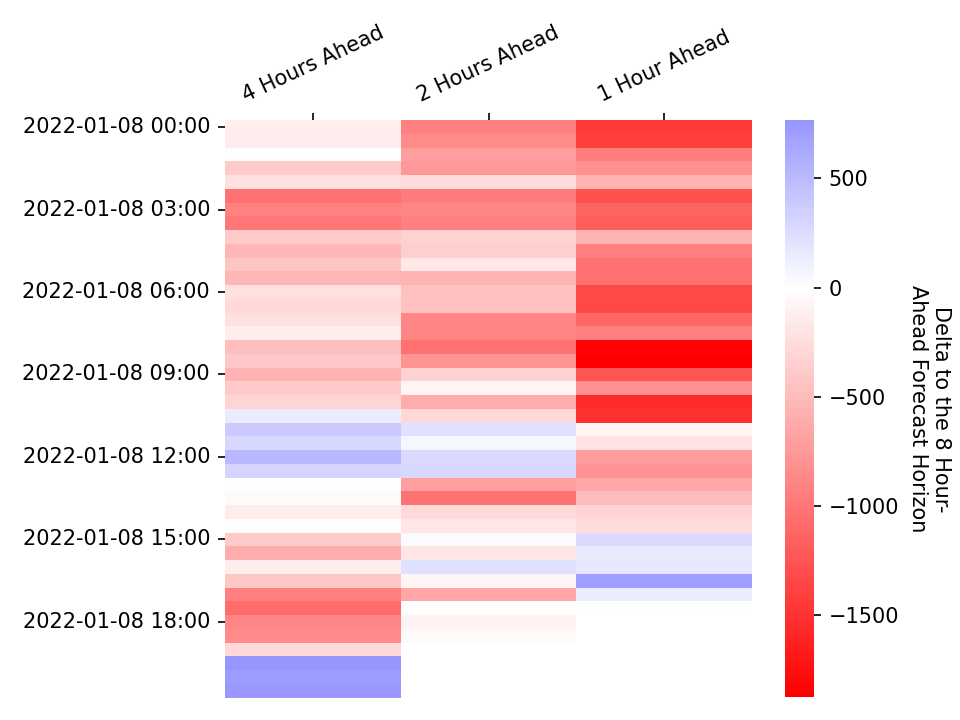 4 Hours Ahead
2 Hours Ahead
1 Hour Ahead
2022-01-08 00:00
2022-01-08 03:00
2022-01-08 06:00
2022-01-08 09:00
2022-01-08 12:00
2022-01-08 15:00
2022-01-08 18:00
500
0
−500
−1000
−1500
Delta to the 8 Hour-
Ahead Forecast Horizon